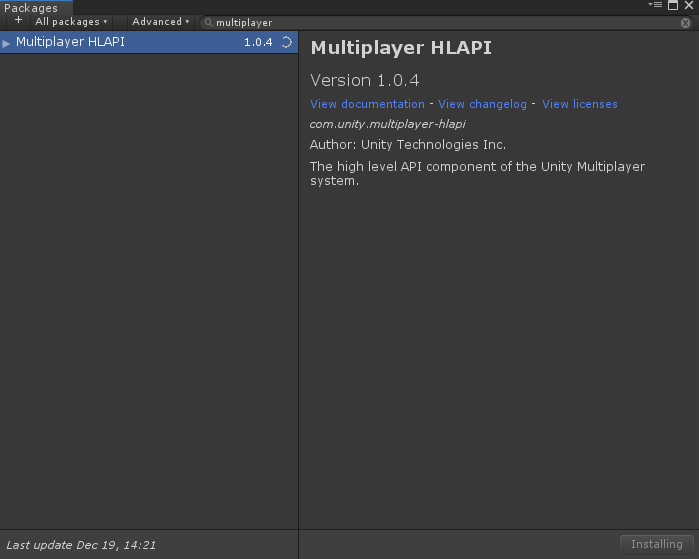 Packages
+ All packages Advanced multiplayer
Multiplayer HLAPI 1.0.4
Multiplayer HLAPI
Version 1.0.4
View documentation - View changelog - View licenses
com.unity.multiplayer-hlapi
Author: Unity Technologies Inc.
The high level API component of the Unity Multiplayer
system.
Last update Dec 19, 14:21
Installing